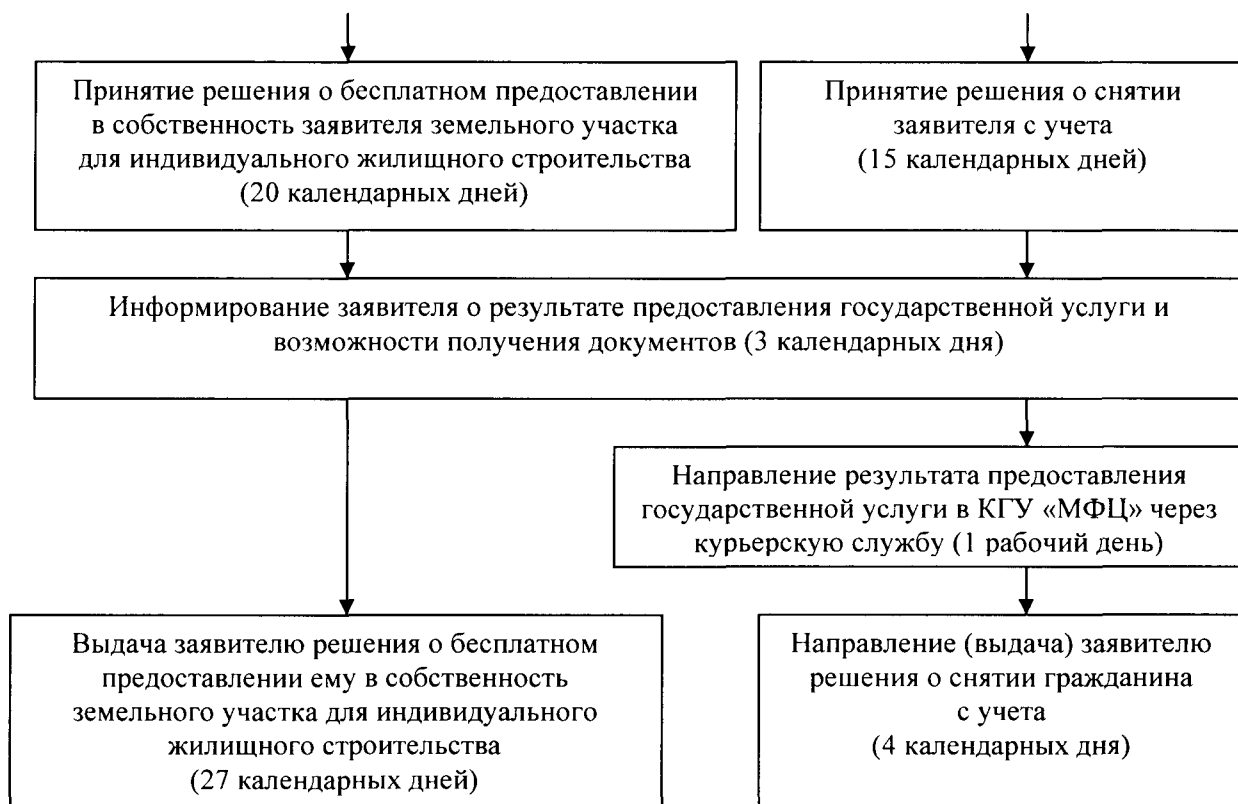 Принятие решения о бесплатном предоставлении
в собственность заявителя земельного участка
для индивидуального жилищного строительства
(20 календарных дней)
Принятие решения о снятии
заявителя с учета
(15 календарных дней)
Информирование заявителя о результате предоставления государственной услуги и
возможности получения документов (3 календарных дня)
Направление результата предоставления
государственной услуги в КГУ «МФЦ» через
курьерскую службу (1 рабочий день)
Выдача заявителю решения о бесплатном
предоставлении ему в собственность
земельного участка для индивидуального
жилищного строительства
(27 календарных дней)
Направление (выдача) заявителю
решения о снятии гражданина
с учета
(4 календарных дня)